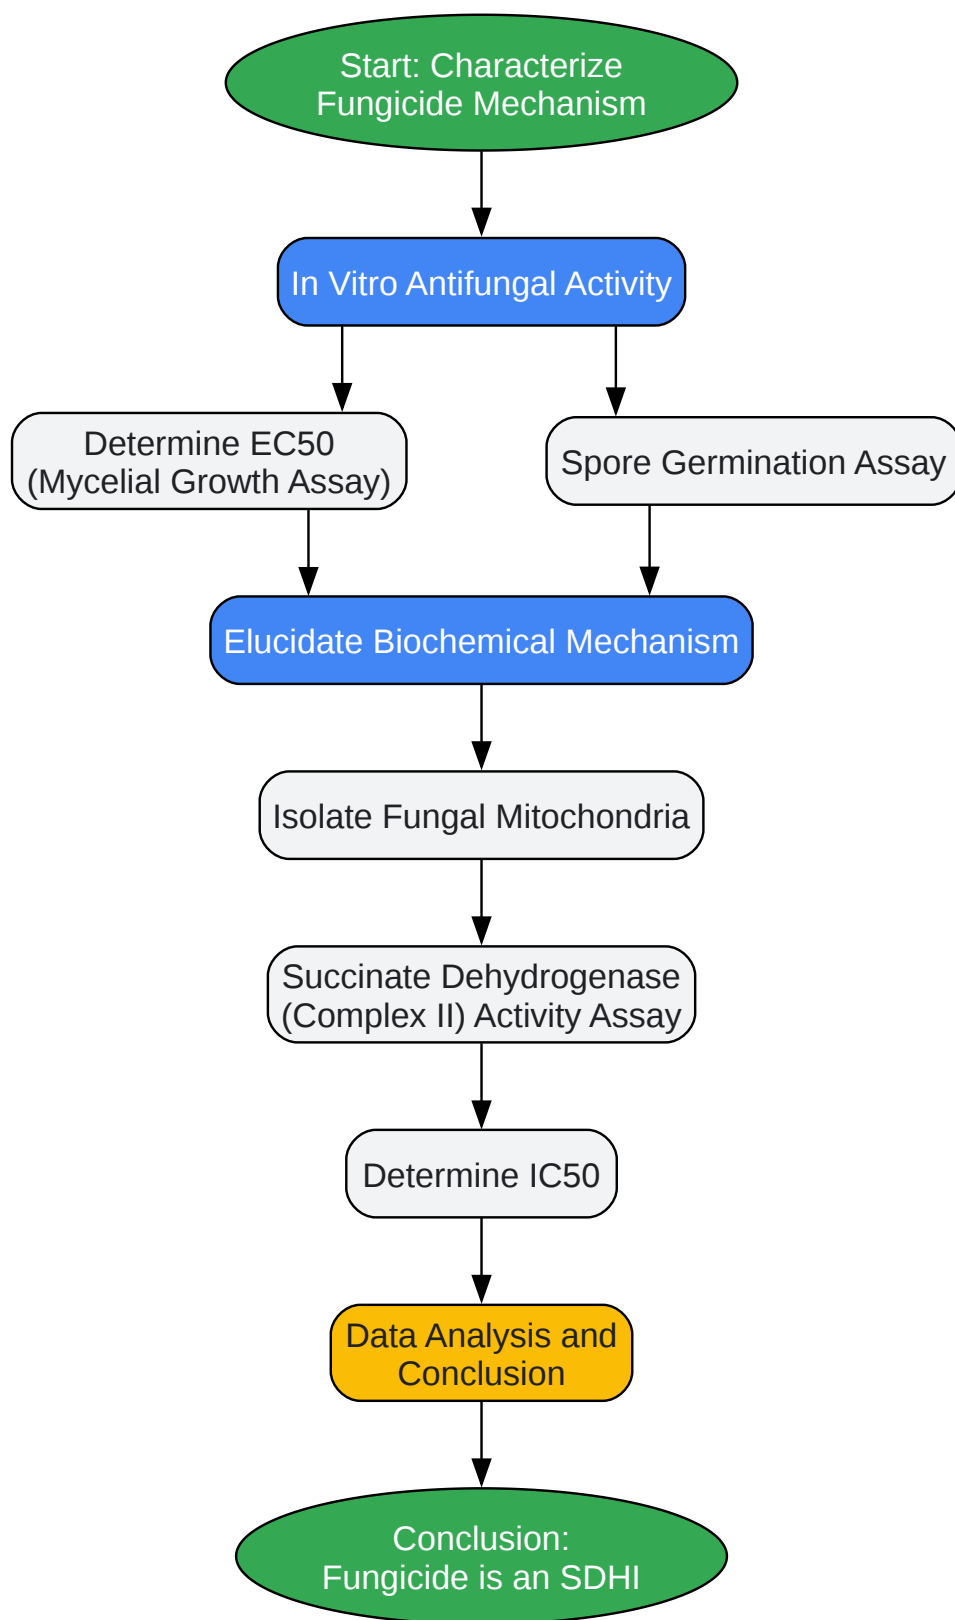 Start: Characterize
Fungicide Mechanism
In Vitro Antifungal Activity
Determine EC50
(Mycelial Growth Assay)
Spore Germination Assay
Elucidate Biochemical Mechanism
Isolate Fungal Mitochondria
Succinate Dehydrogenase
(Complex II) Activity Assay
Determine IC50
Data Analysis and
Conclusion
Conclusion:
Fungicide is an SDHI